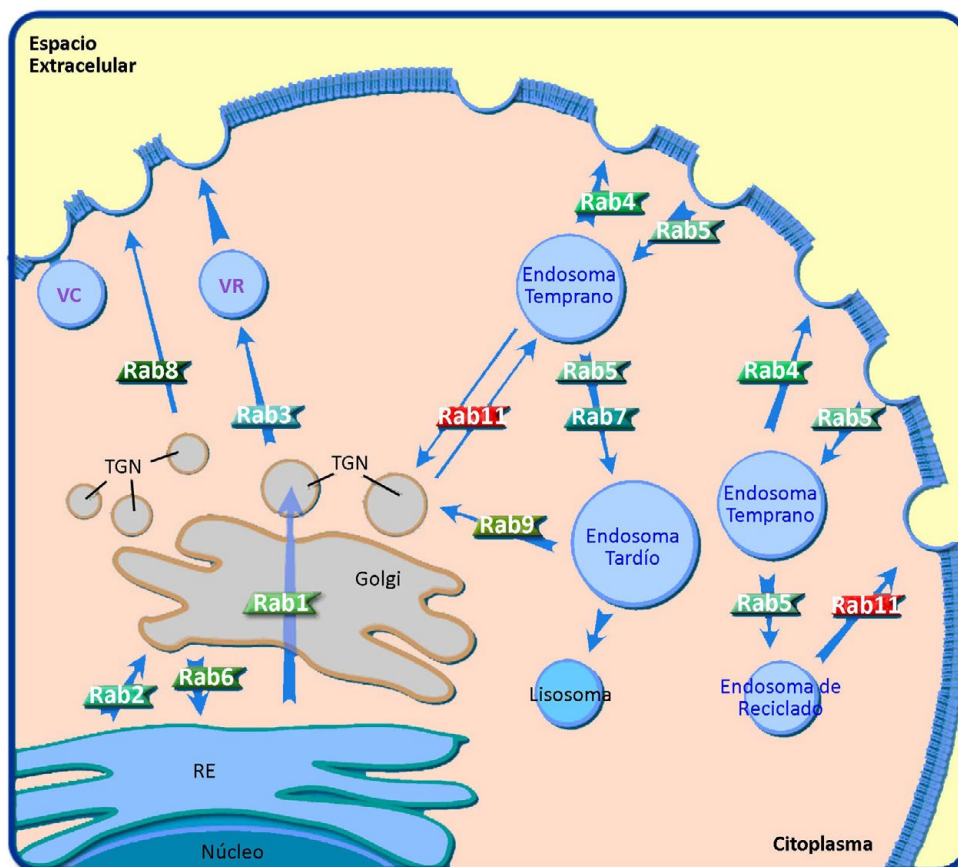 Espacio
Extracelular
Rab4
Rab5
VC
VR
Endosoma
Temprano
Rab8
Rab3
Rab11
Rab5
Rab7
Rab4
Rab5
TGN
TGN
Rab9
Endosoma
Tardío
Endosoma
Temprano
Golgi
Rab1
Rab5
Rab11
Rab2
Rab6
Lisosoma
Endosoma de
Reciclado
RE
Núcleo
Citoplasma